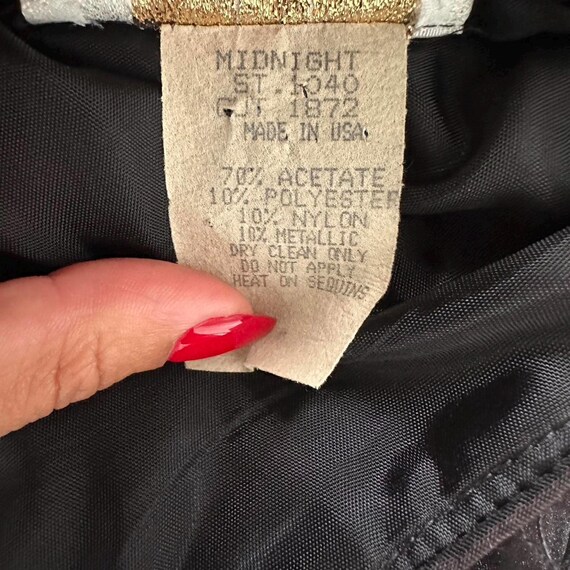 MIDNIGHT
ST. 1040
CUT 1872
MADE IN USA
70% ACETATE
10% POLYESTER
10% NYLON
10% METALLIC
DRY CLEAN ONLY
DO NOT APPLY
HEAT ON SEQUINS